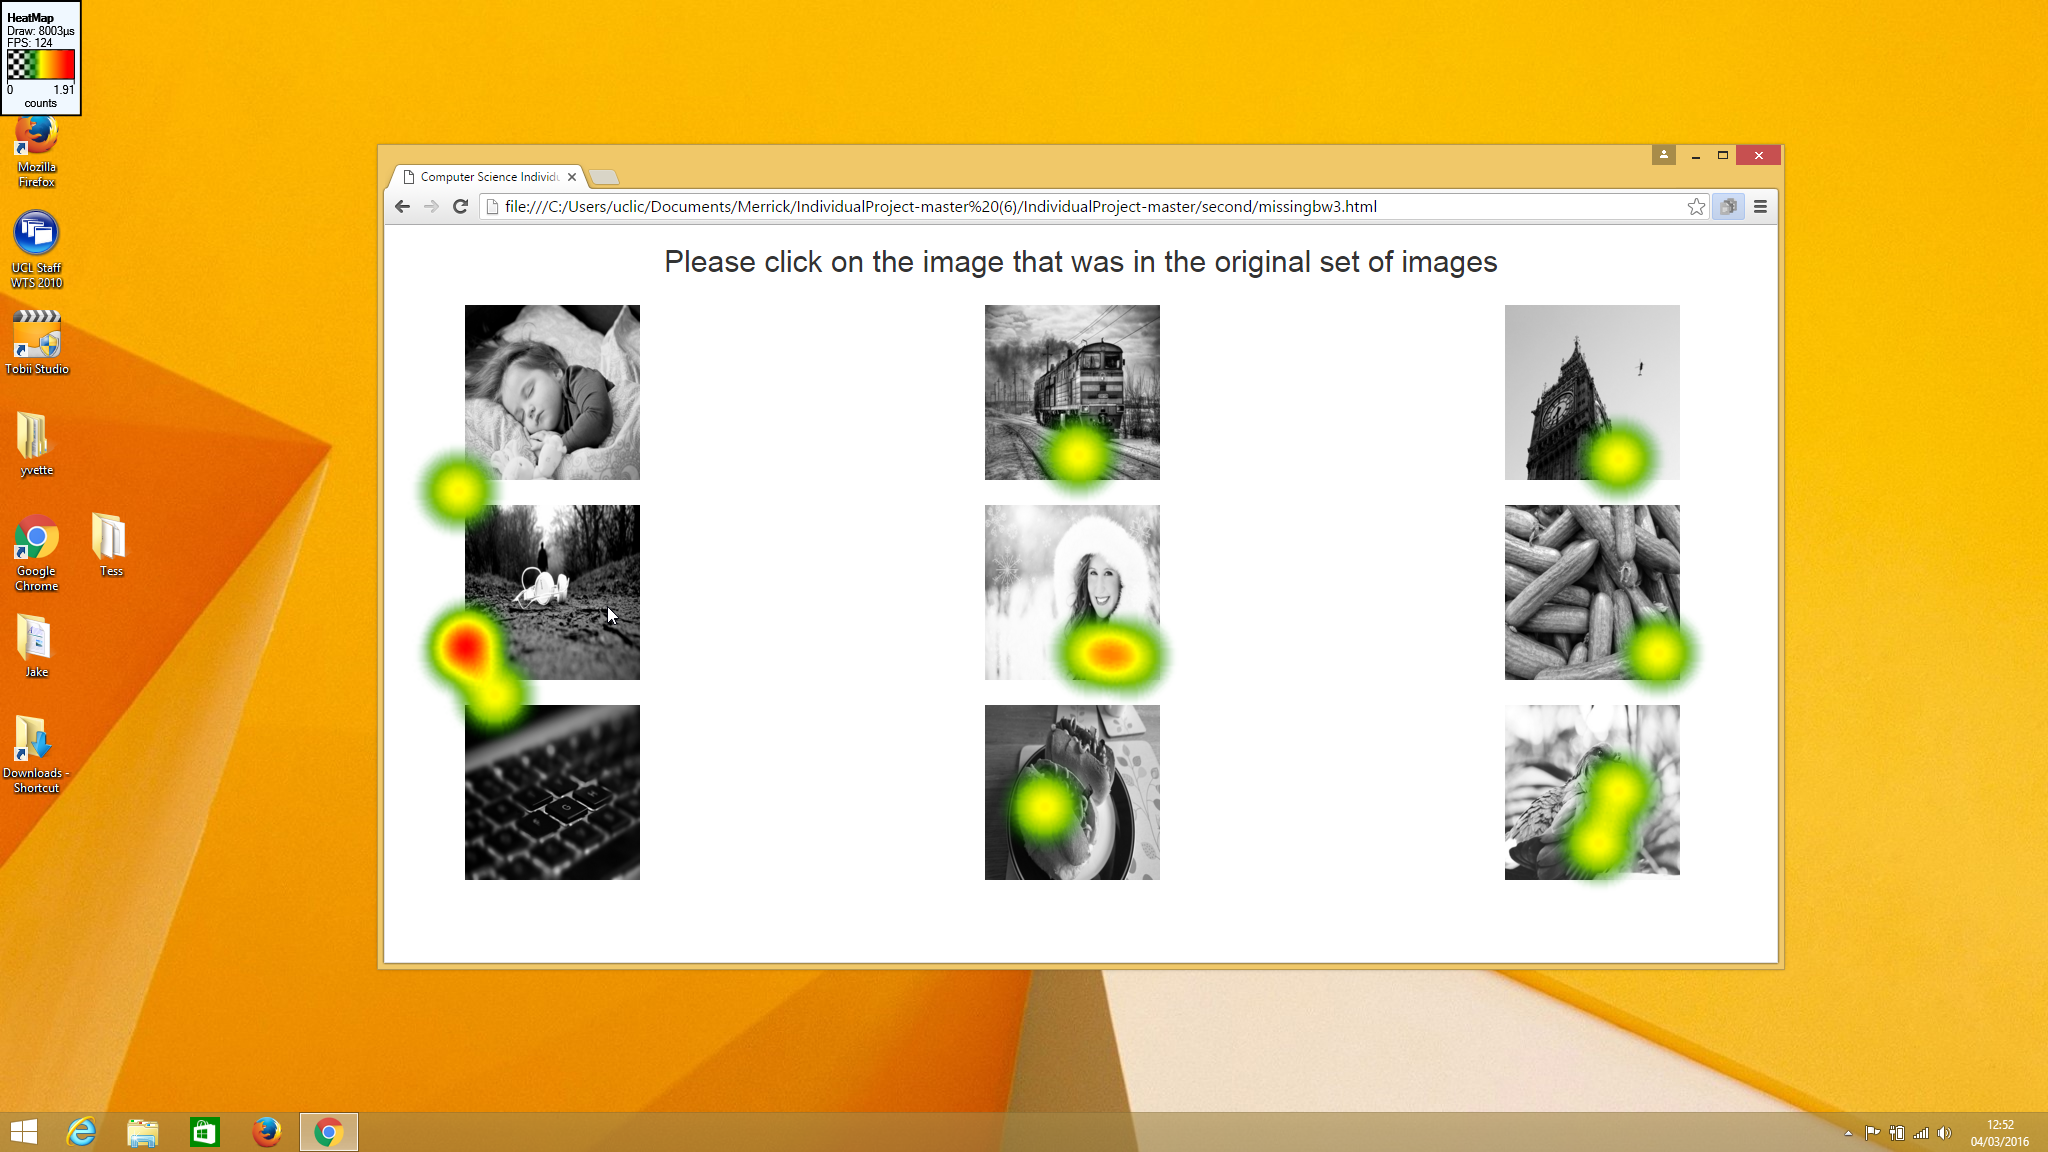 HeatMap
Draw: 8003µs
FPS: 124
0 1.91
counts
Mozilla
Firefox
UCL Staff
WTS 2010
Tobii Studio
yvette
Google
Chrome
Tess
Jake
Downloads -
Shortcut
Computer Science Individu
file:///C:/Users/uclic/Documents/Merrick/IndividualProject-master%20(6)/IndividualProject-master/second/missingbw3.html
Please click on the image that was in the original set of images
G
H
F
12:52
04/03/2016